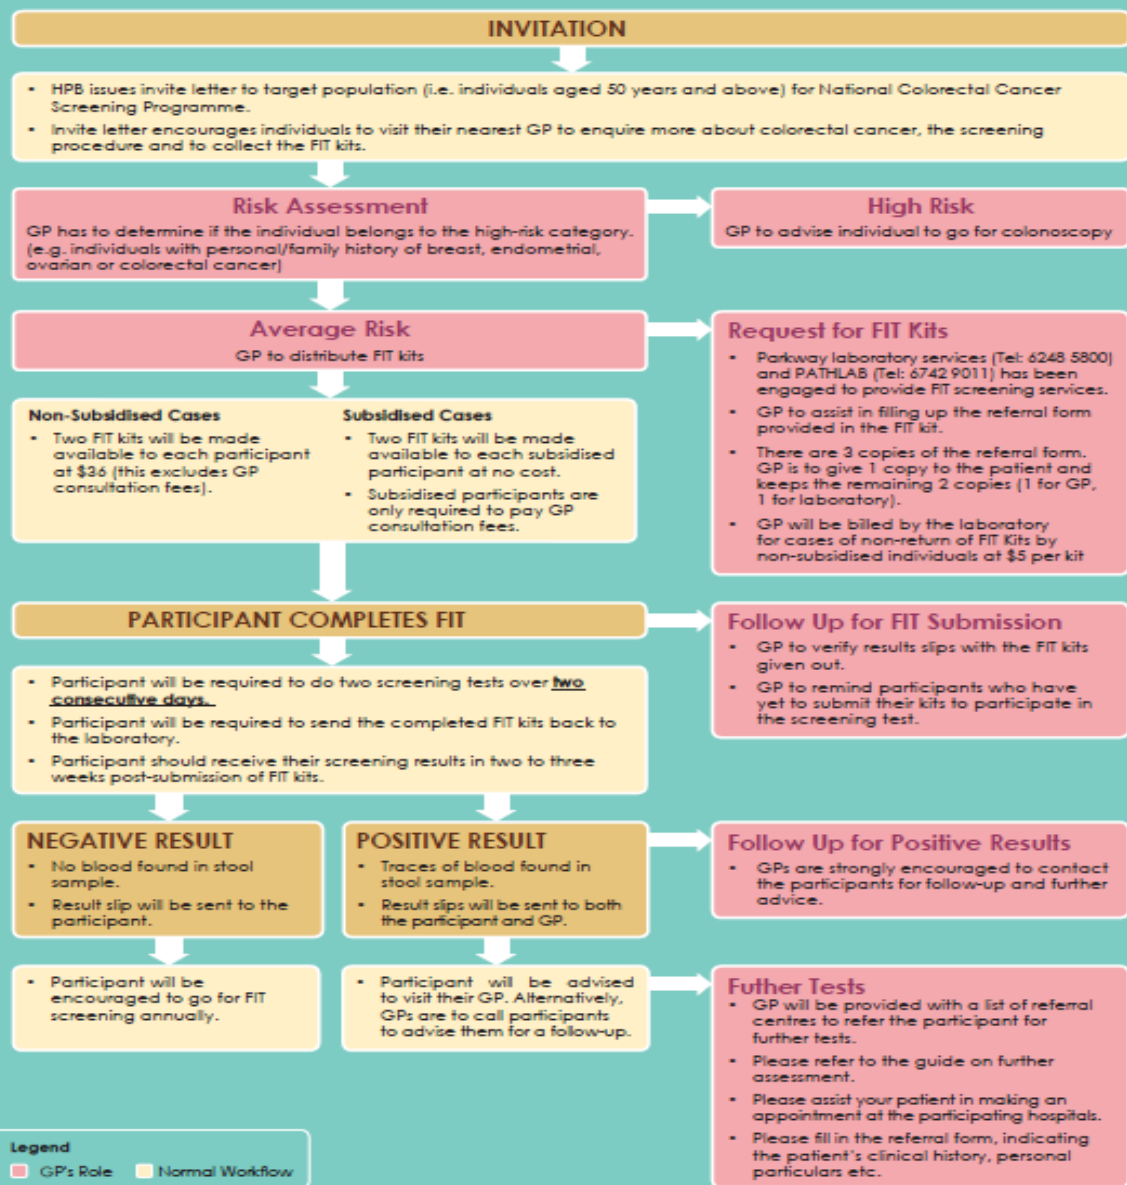 INVITATION
▪ HPB issues invite letter to target population (i.e. individuals aged 50 years and above) for National Colorectal Cancer
Screening Programme.
▪ Invite letter encourages individuals to visit their nearest GP to enquire more about colorectal cancer, the screening
procedure and to collect the FIT kits.
Risk Assessment
GP has to determine if the individual belongs to the high-risk category.
(e.g. individuals with personal/family history of breast, endometrial,
ovarian or colorectal cancer)
High Risk
GP to advise individual to go for colonoscopy
Average Risk
GP to distribute FIT kits
Request for FIT Kits
▪ Parkway laboratory services (Tel: 6248 5800)
and PATHLAB (Tel: 6742 9011) has been
engaged to provide FIT screening services.
▪ GP to assist in filing up the referral form
provided in the FIT kit.
▪ There are 3 copies of the referral form.
GP is to give 1 copy to the patient and
keeps the remaining 2 copies (1 for GP,
1 for laboratory).
▪ GP will be billed by the laboratory
for cases of non-return of FIT Kits by
non-subsidised individuals at $5 per kit
Non-Subsidised Cases
▪ Two FIT kits will be made
available to each participant
at $36 (this excludes GP
consultation fees).
Subsidised Cases
▪ Two FIT kits will be made
available to each subsidised
participant at no cost.
▪ Subsidised participants are
only required to pay GP
consultation fees.
PARTICIPANT COMPLETES FIT
Follow Up for FIT Submission
▪ GP to verify results slips with the FIT kits
given out.
▪ GP to remind participants who have
yet to submit their kits to participate in
the screening test.
▪ Participant will be required to do two screening tests over two
consecutive days.
▪ Participant will be required to send the completed FIT kits back to
the laboratory.
▪ Participant should receive their screening results in two to three
weeks post-submission of FIT kits.
NEGATIVE RESULT
▪ No blood found in stool
sample.
▪ Result slip will be sent to the
participant.
POSITIVE RESULT
▪ Traces of blood found in
stool sample.
▪ Result slips will be sent to both
the participant and GP.
Follow Up for Positive Results
▪ GPs are strongly encouraged to contact
the participants for follow-up and further
advice.
▪ Participant will be
encouraged to go for FIT
screening annually.
▪ Participant will be advised
to visit their GP. Alternatively,
GPs are to call participants
to advise them for a follow-up.
Futher Tests
▪ GP will be provided with a list of referral
centres to refer the participant for
further tests.
▪ Please refer to the guide on further
assessment.
▪ Please assist your patient in making an
appointment at the participating hospitals.
▪ Please fill in the referral form, indicating
the patient's clinical history, personal
particulars etc.
Legend
GP's Role
Normal Workflow